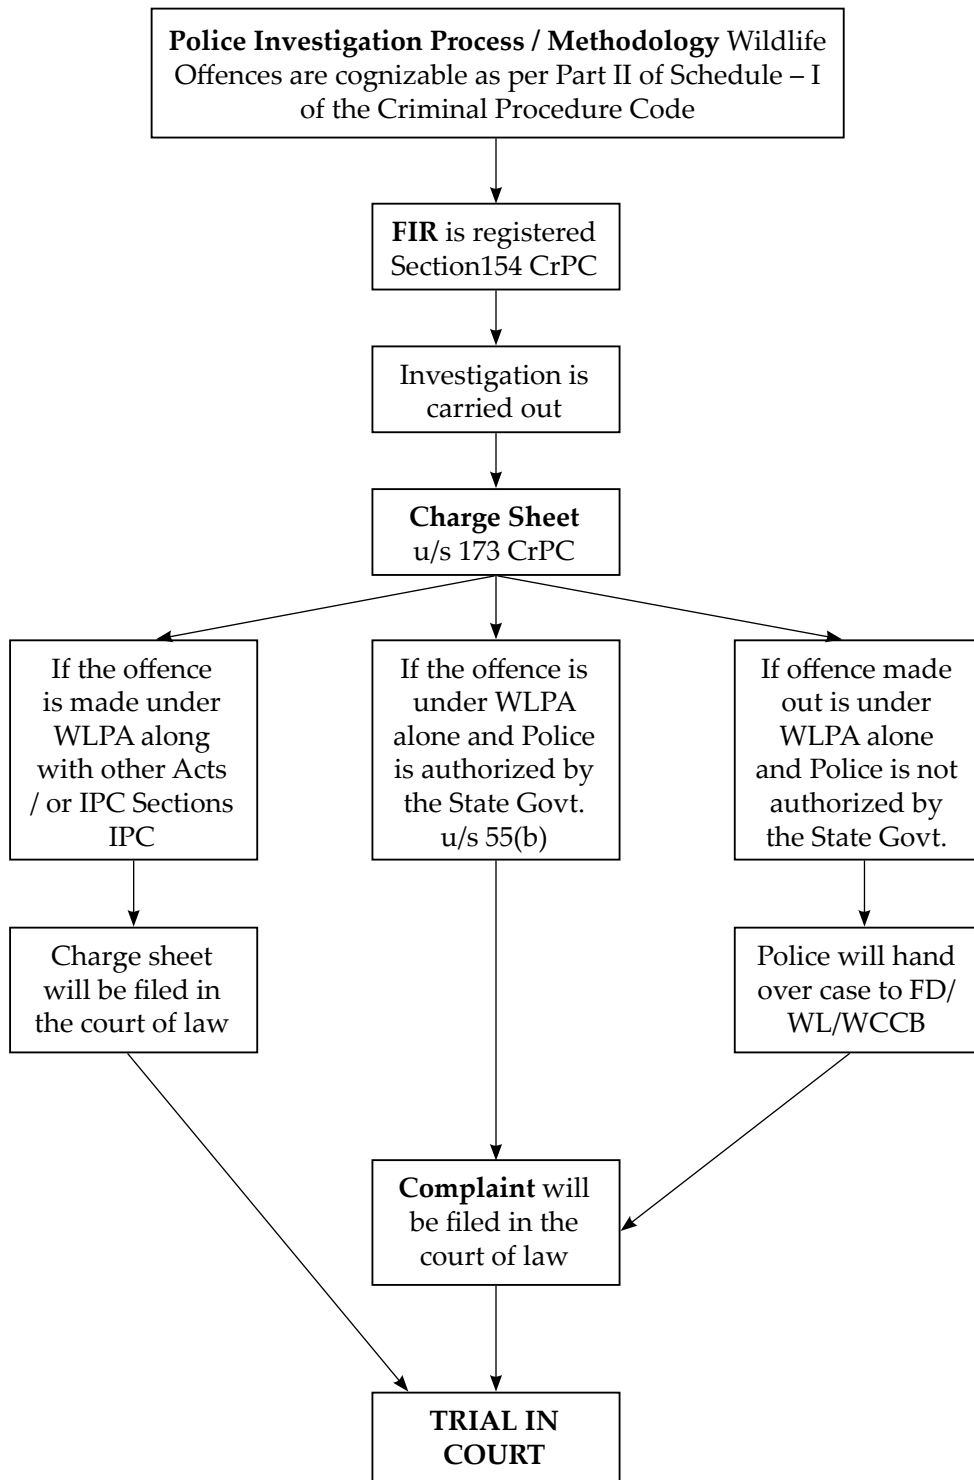 Police Investigation Process / Methodology Wildlife
Offences are cognizable as per Part II of Schedule – I
of the Criminal Procedure Code
FIR is registered
Section154 CrPC
Investigation is
carried out
Charge Sheet
u/s 173 CrPC
If the offence
is made under
WLPA along
with other Acts
/ or IPC Sections
IPC
If the offence is
under WLPA
alone and Police
is authorized by
the State Govt.
u/s 55(b)
If offence made
out is under
WLPA alone
and Police is not
authorized by
the State Govt.
Charge sheet
will be filed in
the court of law
Police will hand
over case to FD/
WL/WCCB
Complaint will
be filed in the
court of law
TRIAL IN
COURT